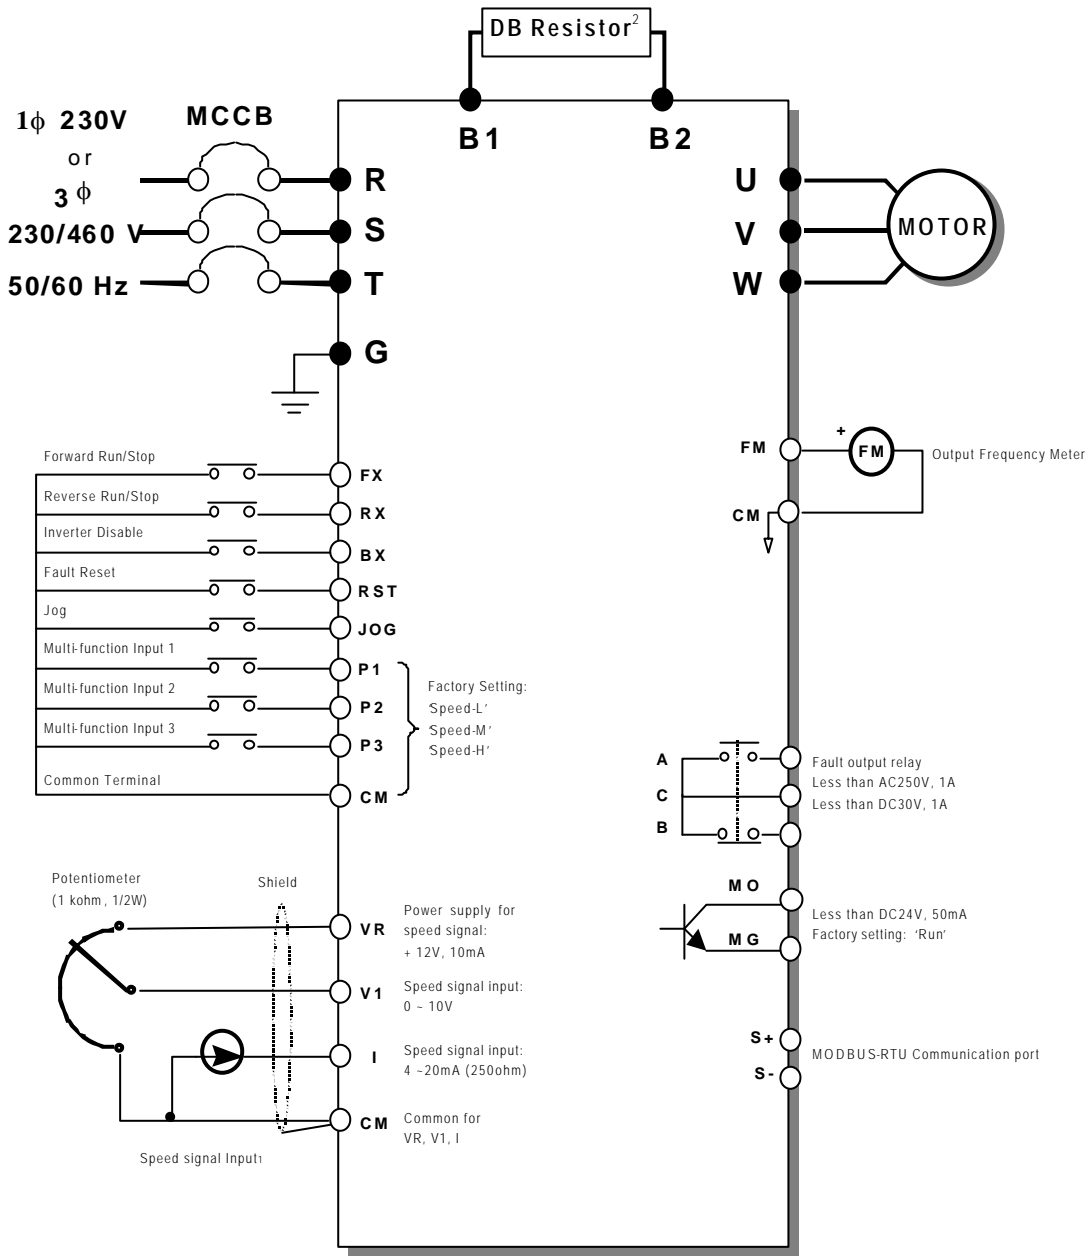 DB Resistor2
1ϕ 230V
or
3 ϕ
230/460 V
50/60 Hz
MCCB
B1
B2
R
S
T
G
U
V
W
MOTOR
Forward Run/Stop
FX
Reverse Run/Stop
RX
Inverter Disable
BX
Fault Reset
RST
Jog
JOG
Multi-function Input 1
P1
Multi-function Input 2
P2
Multi-function Input 3
P3
Common Terminal
CM
Factory Setting:
'Speed-L'
'Speed-M'
'Speed-H'
FM
+
FM
Output Frequency Meter
CM
A
C
B
Fault output relay
Less than AC250V, 1A
Less than DC30V, 1A
MO
MG
Less than DC24V, 50mA
Factory setting: 'Run'
S+
S-
MODBUS-RTU Communication port
Potentiometer
(1 kohm, 1/2W)
Shield
VR
Power supply for
speed signal:
+ 12V, 10mA
V1
Speed signal input:
0 ~ 10V
I
Speed signal input:
4 ~20mA (250ohm)
CM
Common for
VR, V1, I
Speed signal Input1